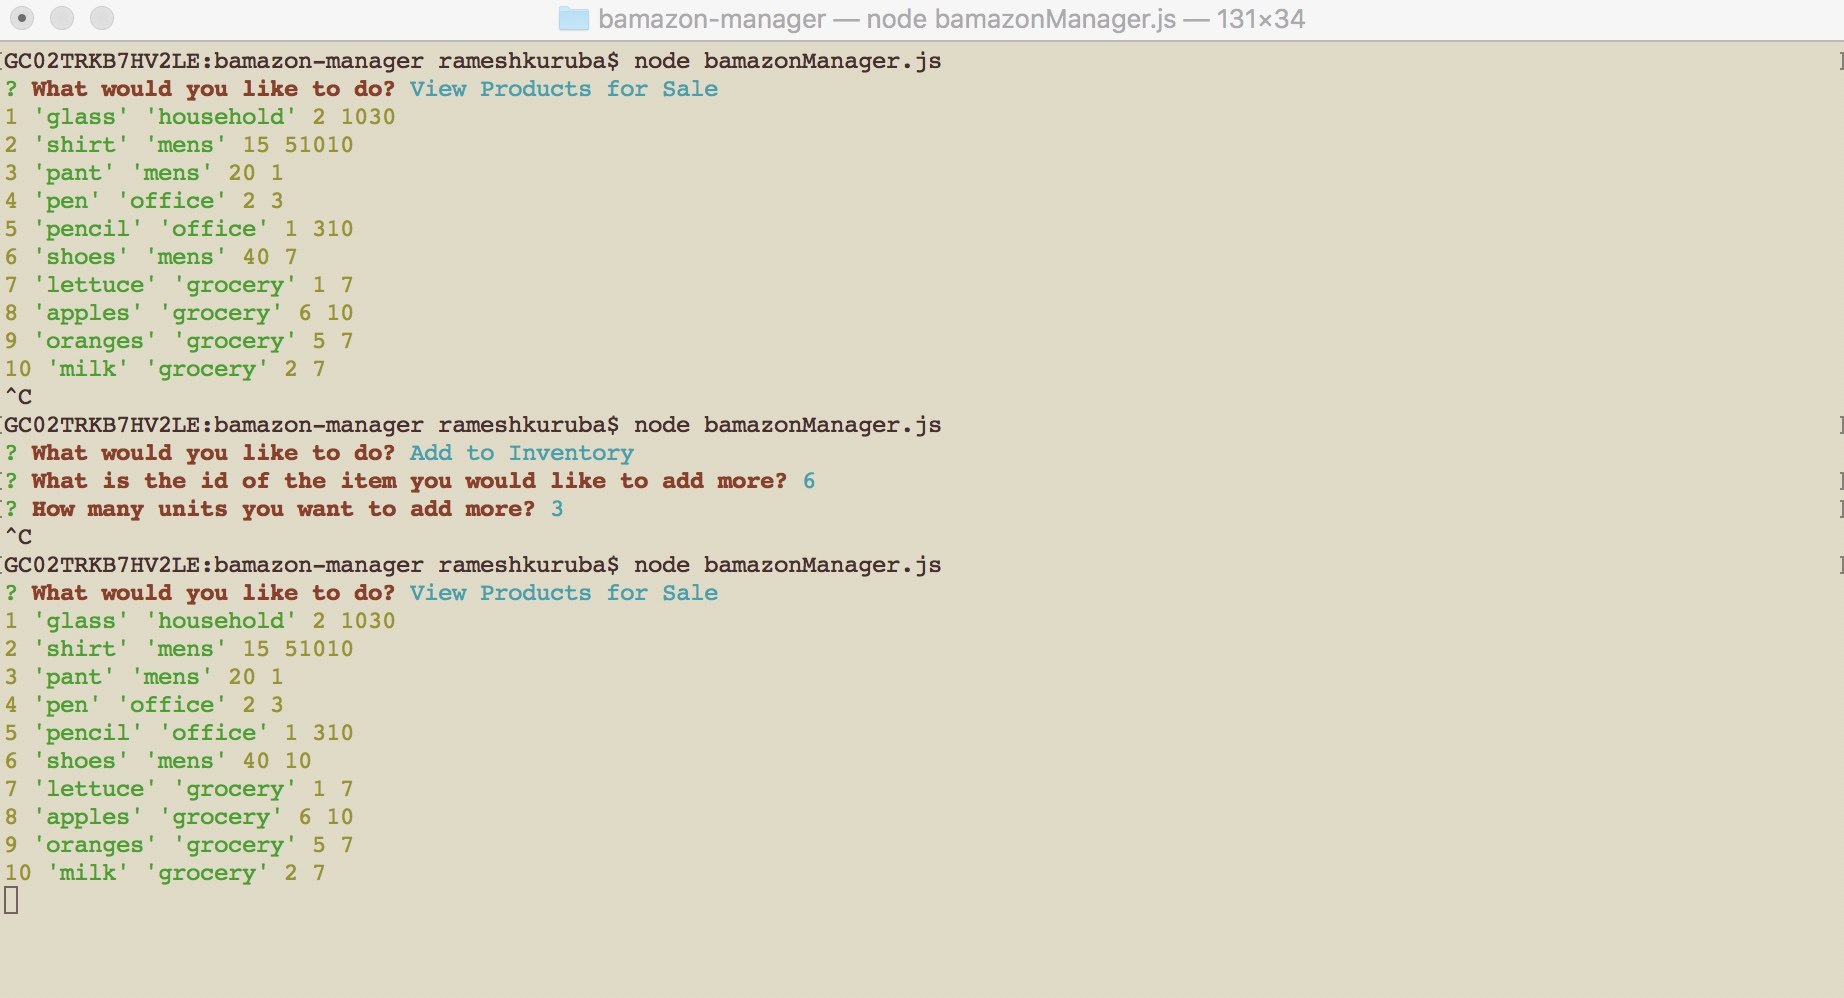 bamazon-manager — node bamazonManager.js — 131×34
[GC02TRKB7HV2LE:bamazon-manager rameshkuruba$ node bamazonManager.js ]
? What would you like to do? View Products for Sale
1 'glass' 'household' 2 1030
2 'shirt' 'mens' 15 51010
3 'pant' 'mens' 20 1
4 'pen' 'office' 2 3
5 'pencil' 'office' 1 310
6 'shoes' 'mens' 40 7
7 'lettuce' 'grocery' 1 7
8 'apples' 'grocery' 6 10
9 'oranges' 'grocery' 5 7
10 'milk' 'grocery' 2 7
^C
[GC02TRKB7HV2LE:bamazon-manager rameshkuruba$ node bamazonManager.js ]
? What would you like to do? Add to Inventory
[? What is the id of the item you would like to add more? 6 ]
[? How many units you want to add more? 3 ]
^C
[GC02TRKB7HV2LE:bamazon-manager rameshkuruba$ node bamazonManager.js ]
? What would you like to do? View Products for Sale
1 'glass' 'household' 2 1030
2 'shirt' 'mens' 15 51010
3 'pant' 'mens' 20 1
4 'pen' 'office' 2 3
5 'pencil' 'office' 1 310
6 'shoes' 'mens' 40 10
7 'lettuce' 'grocery' 1 7
8 'apples' 'grocery' 6 10
9 'oranges' 'grocery' 5 7
10 'milk' 'grocery' 2 7